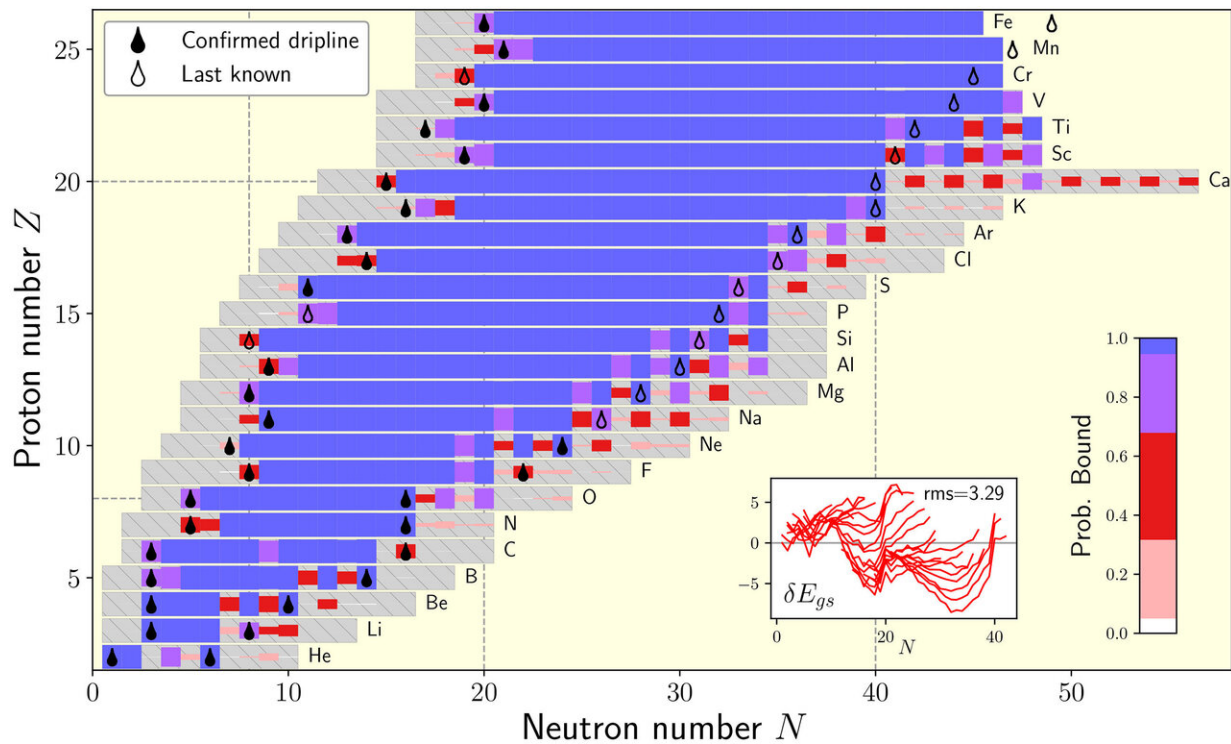 Confirmed dripline
Last known
Fe
Mn
Cr
V
Ti
Sc
Ca
K
Ar
Cl
S
P
Si
Al
Mg
Na
Ne
F
O
N
C
B
Be
Li
He
25
20
15
10
5
Proton number Z
0
10
20
30
40
50
Neutron number N
rms=3.29
5
0
−5
δE_gs
0
20
40
N
1.0
0.8
0.6
0.4
0.2
0.0
Prob. Bound